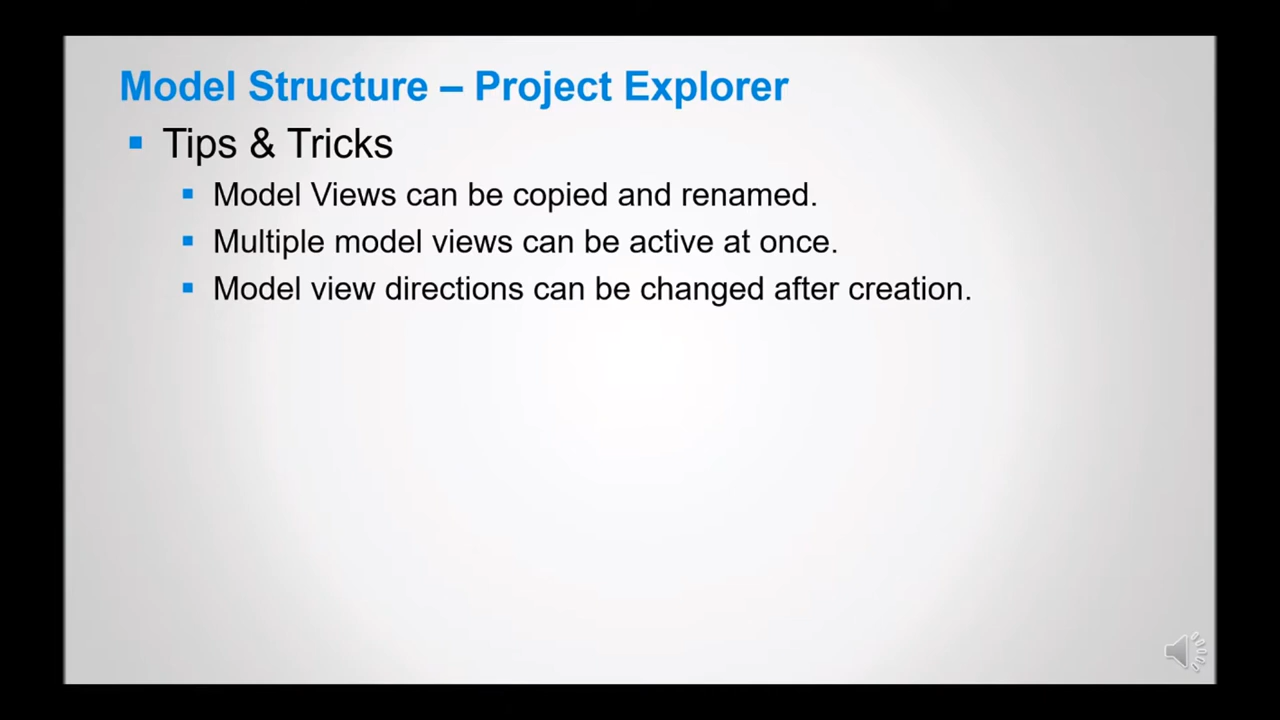 Model Structure – Project Explorer
Tips & Tricks
Model Views can be copied and renamed.
Multiple model views can be active at once.
Model view directions can be changed after creation.